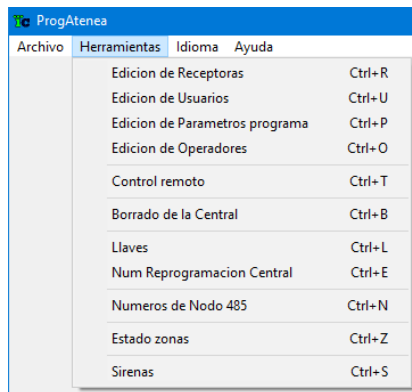 ProgAtenea
Archivo Herramientas Idioma Ayuda
Edicion de Receptoras Ctrl+R
Edicion de Usuarios Ctrl+U
Edicion de Parametros programa Ctrl+P
Edicion de Operadores Ctrl+O
Control remoto Ctrl+T
Borrado de la Central Ctrl+B
Llaves Ctrl+L
Num Reprogramacion Central Ctrl+E
Numeros de Nodo 485 Ctrl+N
Estado zonas Ctrl+Z
Sirenas Ctrl+S